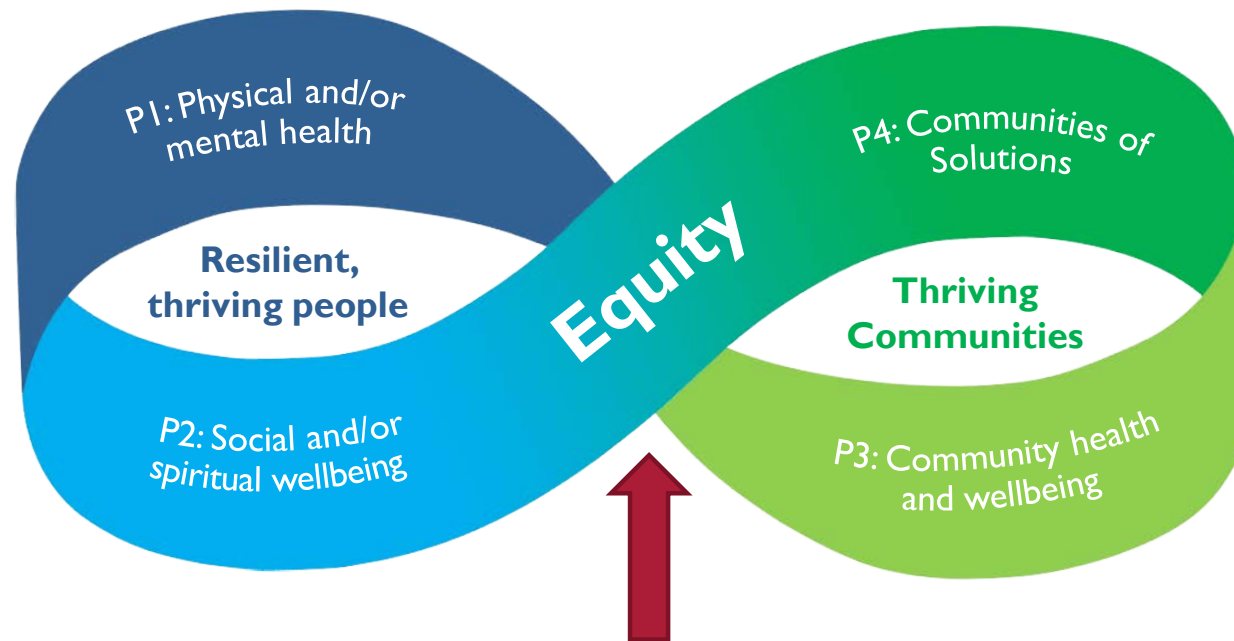 P1: Physical and/or
mental health
Resilient,
thriving people
P2: Social and/or
spiritual wellbeing
Equity
P4: Communities of
Solutions
Thriving
Communities
P3: Community health
and wellbeing